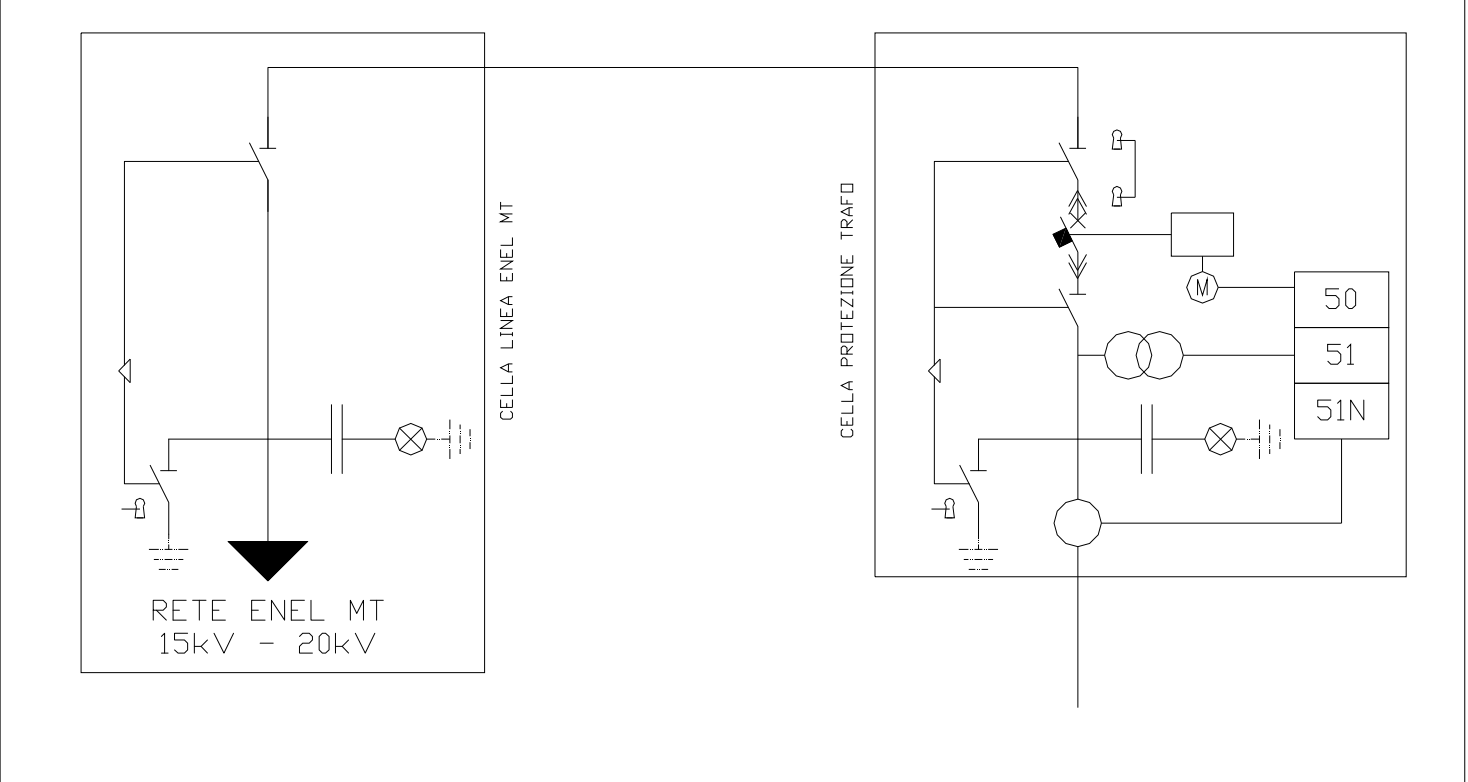 CELLA LINEA ENEL MT
RETE ENEL MT
15kV - 20kV
CELLA PROTEZIONE TRAFO
M
50
51
51N